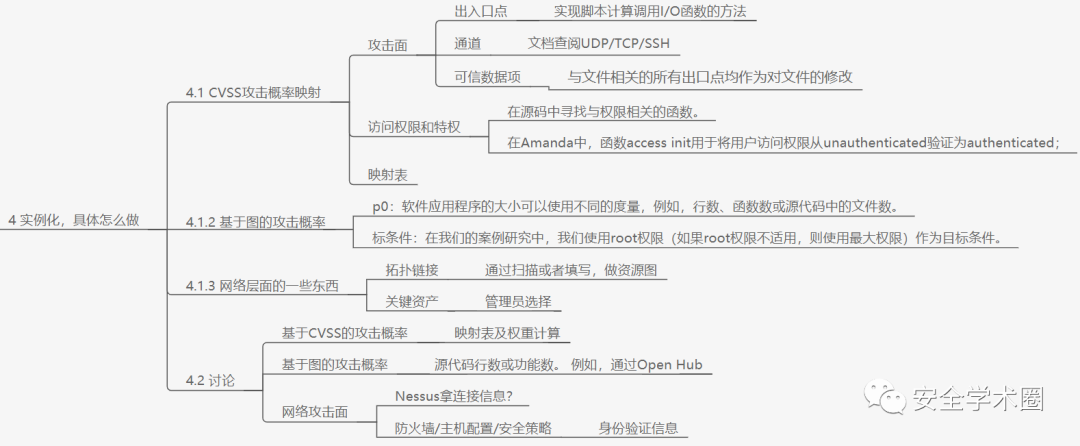 4 实例化，具体怎么做
4.1 CVSS攻击概率映射
攻击面
出入口点
实现脚本计算调用I/O函数的方法
通道
文档查阅UDP/TCP/SSH
可信数据项
与文件相关的所有出口点均作为对文件的修改
访问权限和特权
在源码中寻找与权限相关的函数。
在Amanda中，函数access init用于将用户访问权限从unauthenticated验证为authenticated；
映射表
4.1.2 基于图的攻击概率
p0：软件应用程序的大小可以使用不同的度量，例如，行数、函数数或源代码中的文件数。
标条件：在我们的案例研究中，我们使用root权限（如果root权限不适用，则使用最大权限）作为目标条件。
4.1.3 网络层面的一些东西
拓扑链接
通过扫描或者填写，做资源图
关键资产
管理员选择
4.2 讨论
基于CVSS的攻击概率
映射表及权重计算
基于图的攻击概率
源代码行数或功能数。 例如，通过Open Hub
网络攻击面
Nessus拿连接信息？
防火墙/主机配置/安全策略
身份验证信息
安全学术圈